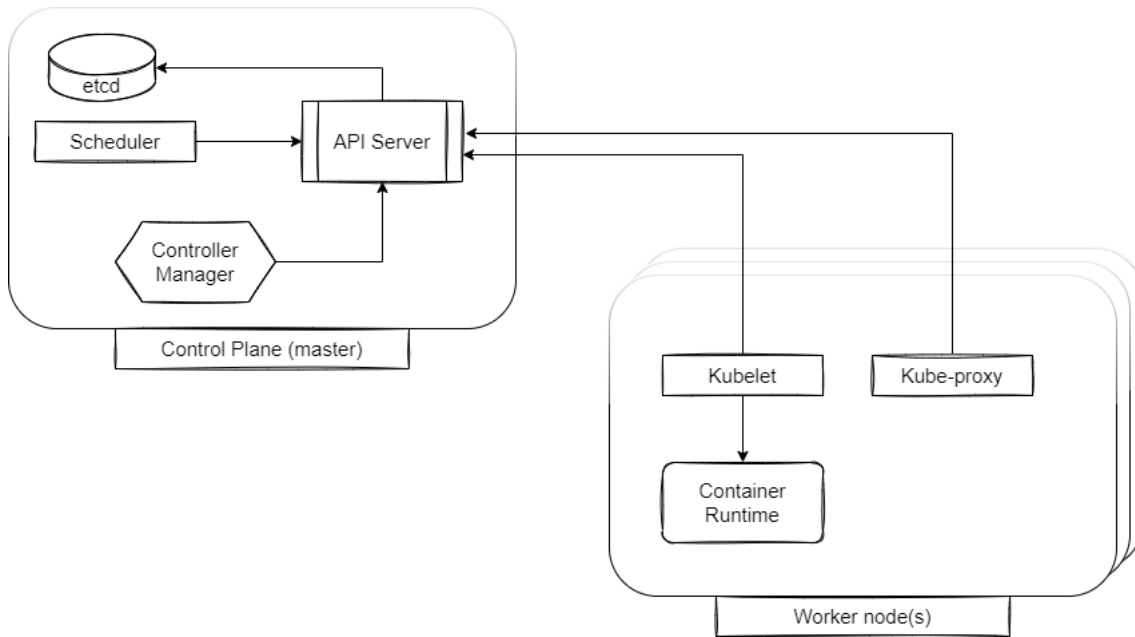 etcd
Scheduler
API Server
Controller
Manager
Control Plane (master)
Kubelet
Kube-proxy
Container
Runtime
Worker node(s)